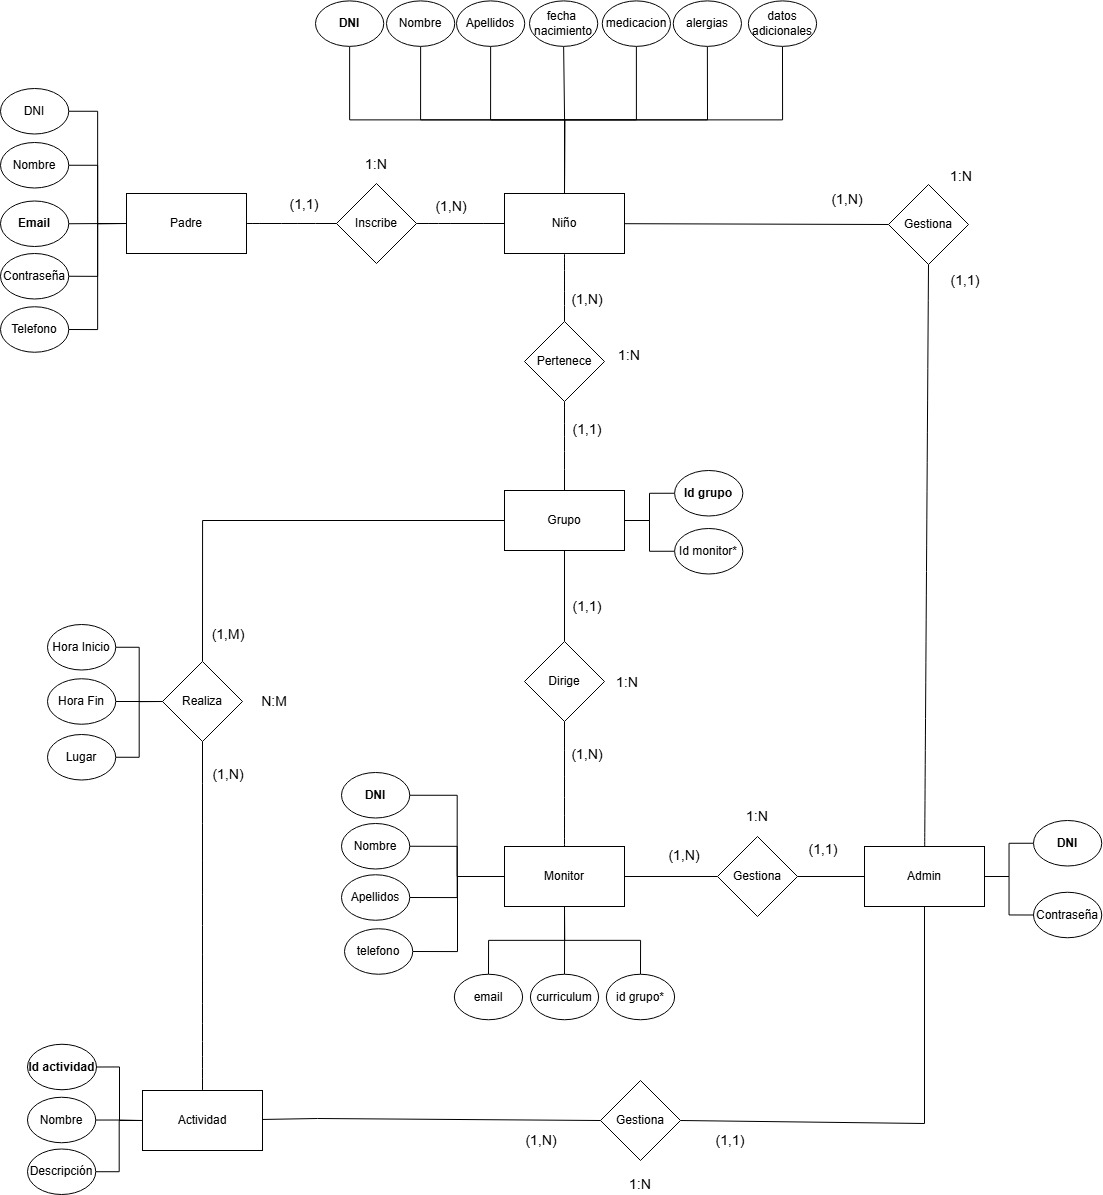 DNI
Nombre
Apellidos
fecha
nacimiento
medicacion
alergias
datos
adicionales
DNI
Nombre
Email
Contraseña
Telefono
Padre
(1,1)
1:N
Inscribe
(1,N)
Niño
(1,N)
1:N
Gestiona
(1,1)
(1,N)
Pertenece
1:N
(1,1)
Grupo
Id grupo
Id monitor*
(1,1)
Dirige
1:N
(1,N)
(1,M)
Hora Inicio
Hora Fin
Lugar
Realiza
N:M
(1,N)
DNI
Nombre
Apellidos
telefono
Monitor
email
curriculum
id grupo*
(1,N)
1:N
Gestiona
(1,1)
Admin
DNI
Contraseña
Id actividad
Nombre
Descripción
Actividad
(1,N)
Gestiona
(1,1)
1:N